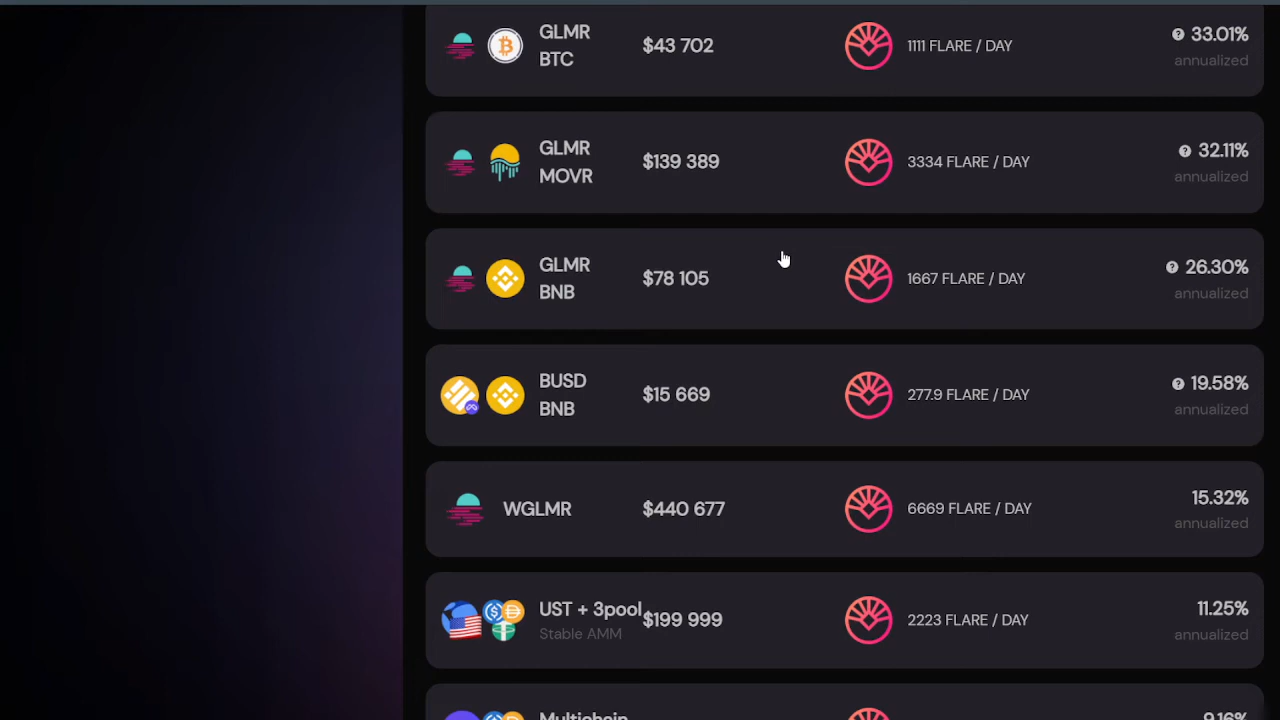 GLMR
BTC
$43 702
1111 FLARE / DAY
33.01%
annualized
GLMR
MOVR
$139 389
3334 FLARE / DAY
32.11%
annualized
GLMR
BNB
$78 105
1667 FLARE / DAY
26.30%
annualized
BUSD
BNB
$15 669
277.9 FLARE / DAY
19.58%
annualized
WGLMR
$440 677
6669 FLARE / DAY
15.32%
annualized
UST + 3pool
Stable AMM
$199 999
2223 FLARE / DAY
11.25%
annualized
Multichain
9.16%